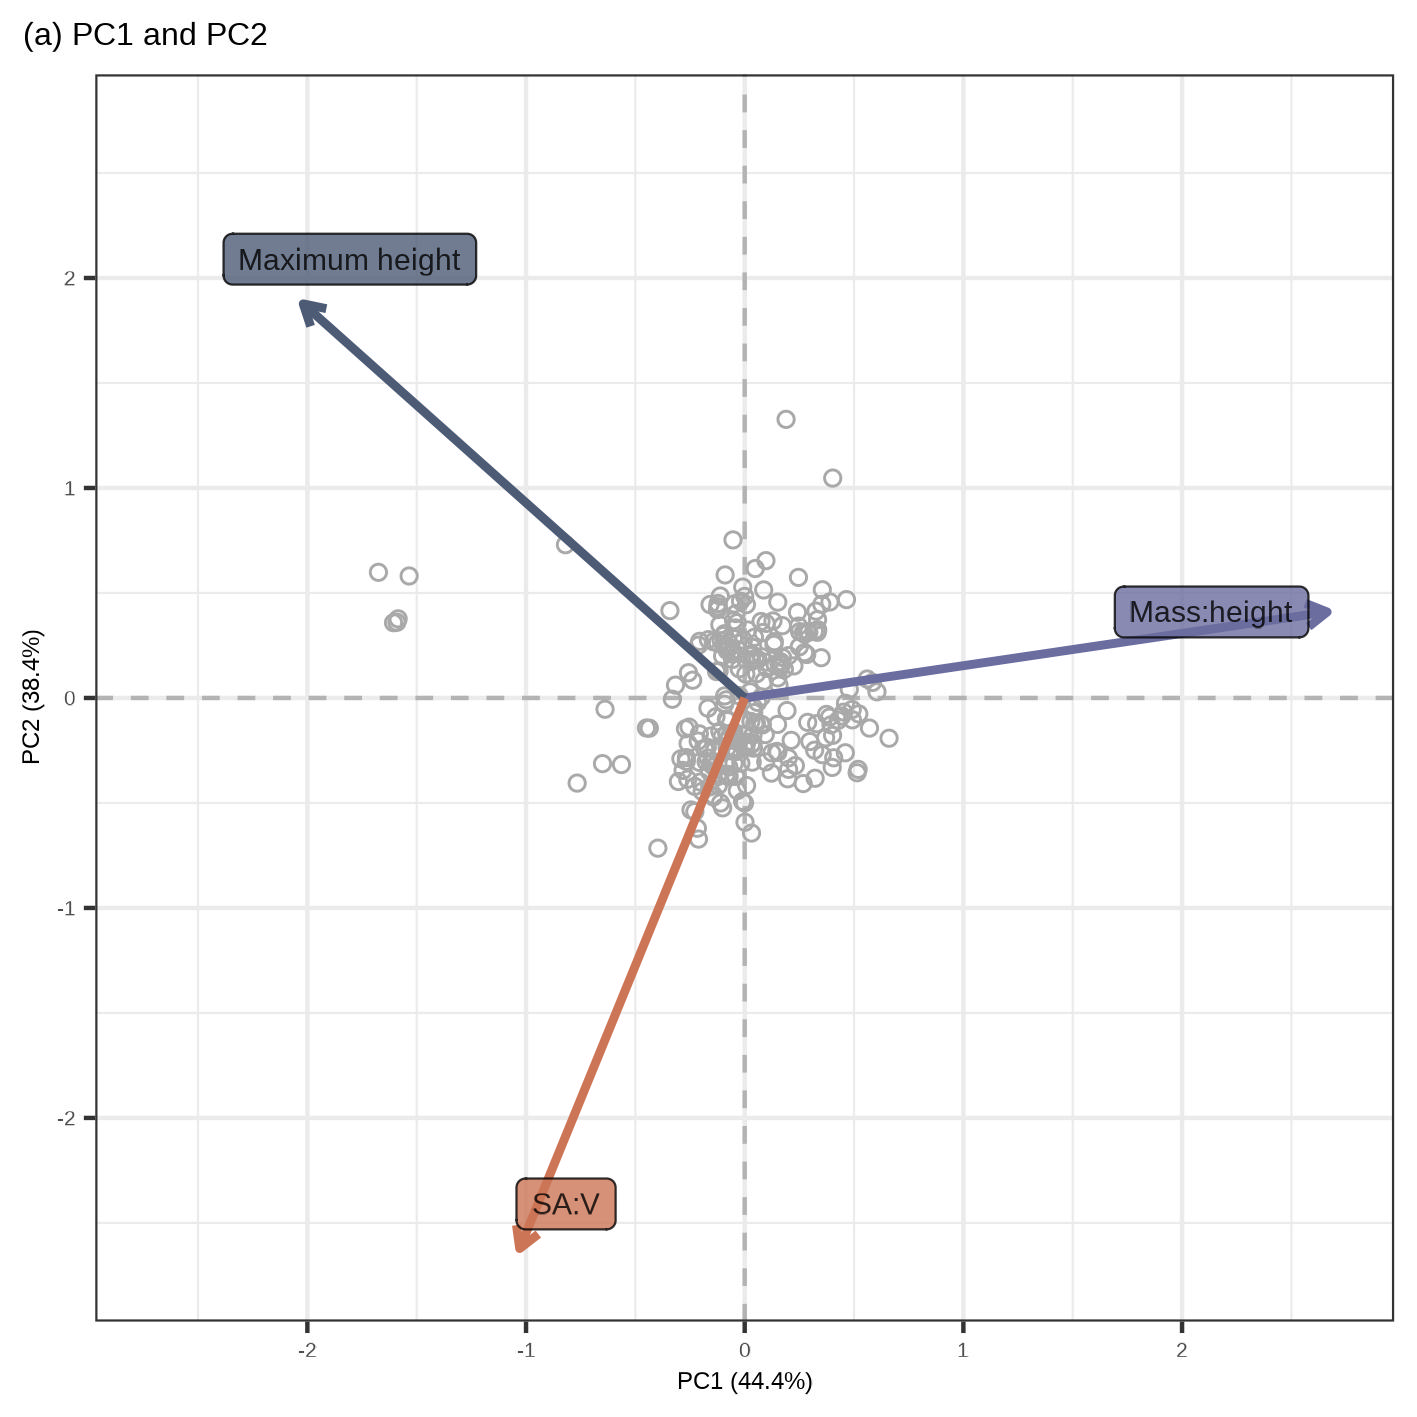 (a) PC1 and PC2
Maximum height
Mass:height
SA:V
2
1
0
-1
-2
PC2 (38.4%)
-2
-1
0
1
2
PC1 (44.4%)